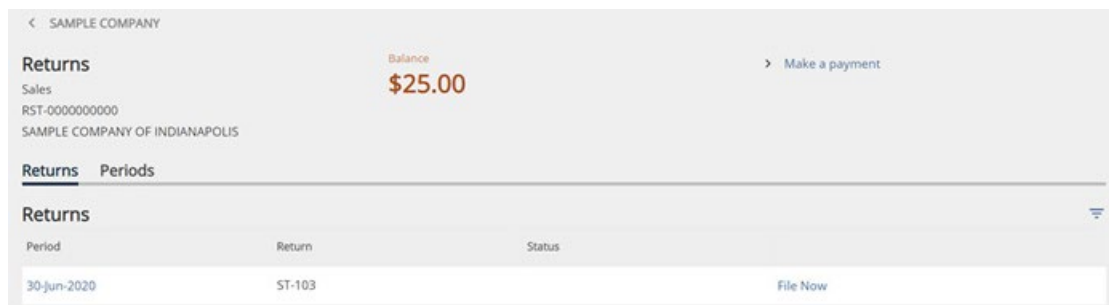 SAMPLE COMPANY
Returns
Sales
RST-0000000000
SAMPLE COMPANY OF INDIANAPOLIS
Balance
$25.00
Make a payment
Returns Periods
Returns
Period Return Status
30-Jun-2020 ST-103 File Now